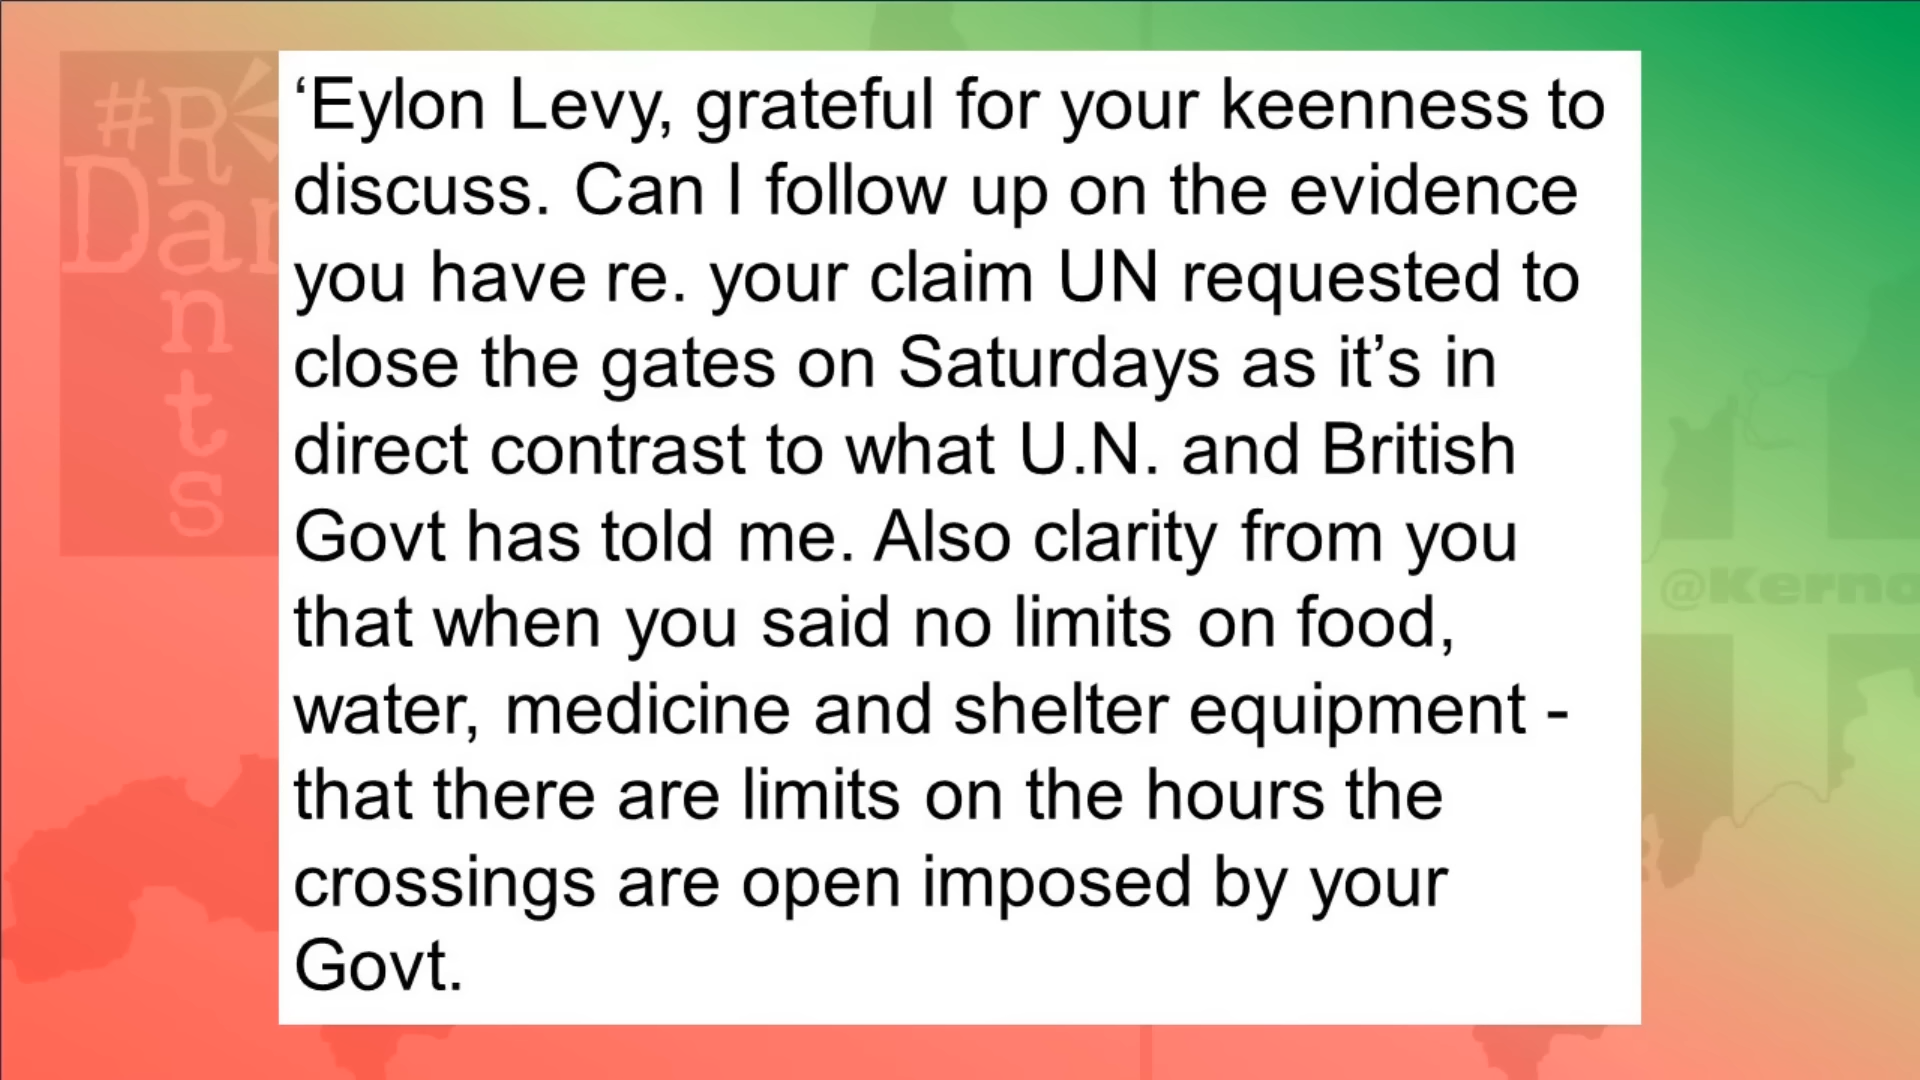 #R
Dan
n
t
s
‘Eylon Levy, grateful for your keenness to
discuss. Can I follow up on the evidence
you have re. your claim UN requested to
close the gates on Saturdays as it’s in
direct contrast to what U.N. and British
Govt has told me. Also clarity from you
that when you said no limits on food,
water, medicine and shelter equipment -
that there are limits on the hours the
crossings are open imposed by your
Govt.
@Kerno